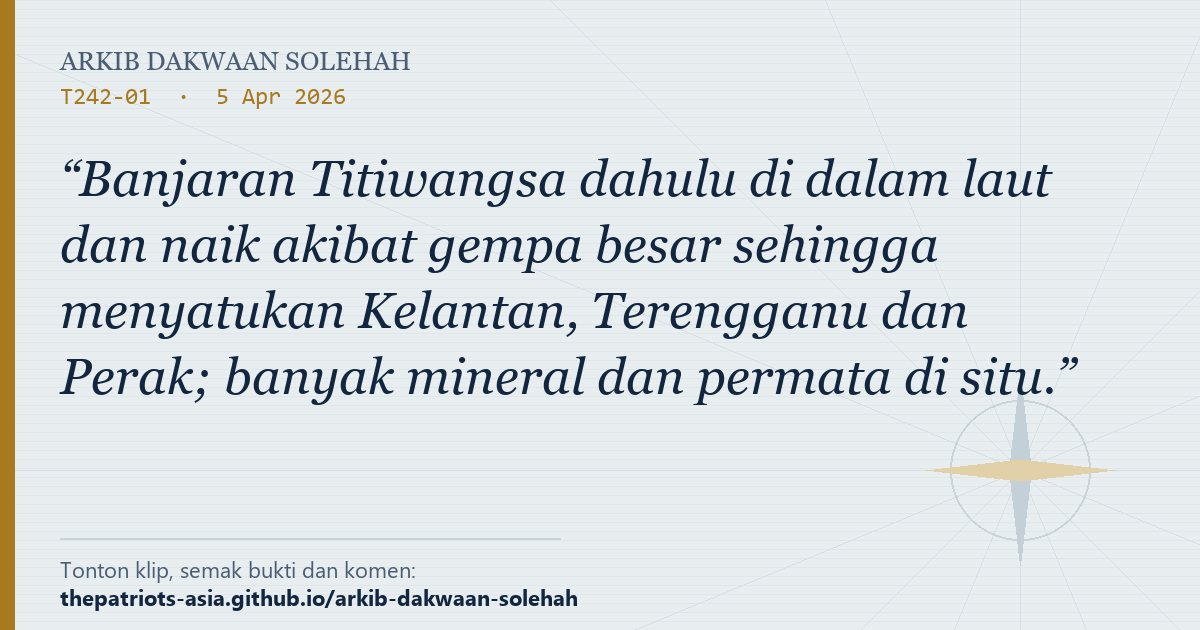 ARKIB DAKWAAN SOLEHAH
T242-01 · 5 Apr 2026
“Banjaran Titiwangsa dahulu di dalam laut
dan naik akibat gempa besar sehingga
menyatukan Kelantan, Terengganu dan
Perak; banyak mineral dan permata di situ.”
Tonton klip, semak bukti dan komen:
thepatriots-asia.github.io/arkib-dakwaan-solehah